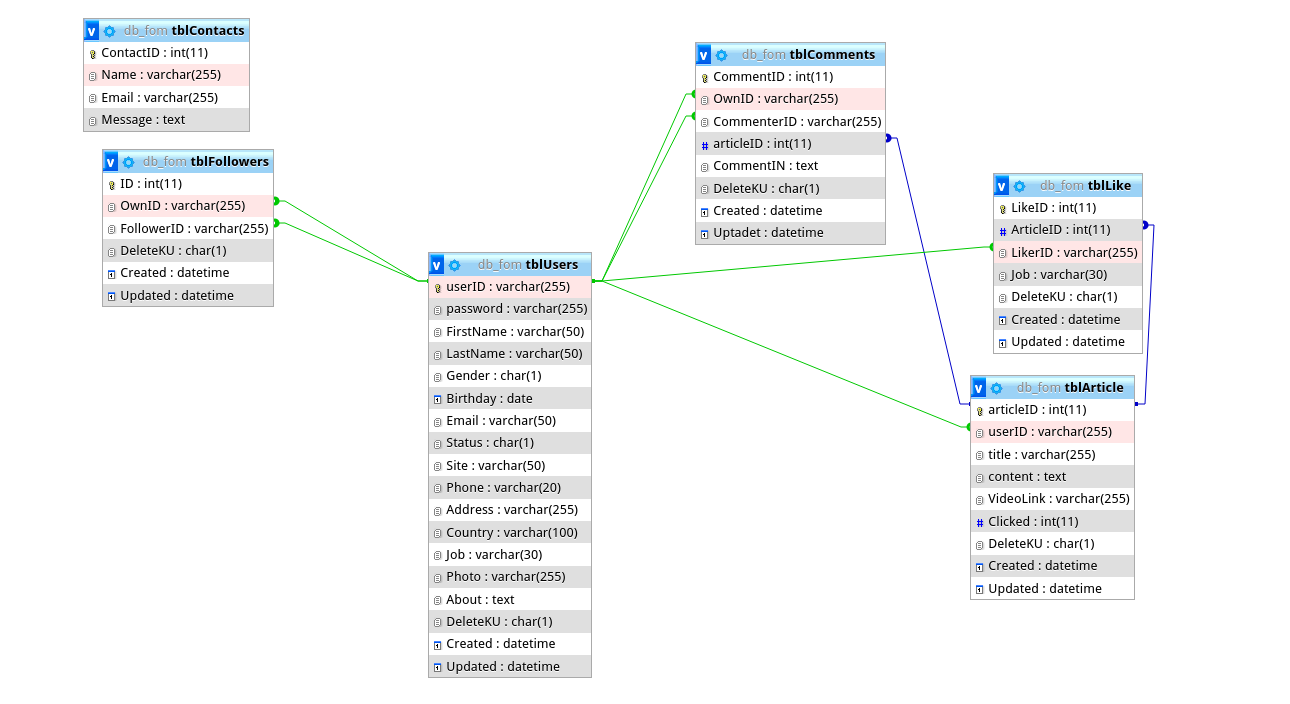 db_fom tblContacts
ContactID : int(11)
Name : varchar(255)
Email : varchar(255)
Message : text
db_fom tblFollowers
ID : int(11)
OwnID : varchar(255)
FollowerID : varchar(255)
DeleteKU : char(1)
Created : datetime
Updated : datetime
db_fom tblUsers
userID : varchar(255)
password : varchar(255)
FirstName : varchar(50)
LastName : varchar(50)
Gender : char(1)
Birthday : date
Email : varchar(50)
Status : char(1)
Site : varchar(50)
Phone : varchar(20)
Address : varchar(255)
Country : varchar(100)
Job : varchar(30)
Photo : varchar(255)
About : text
DeleteKU : char(1)
Created : datetime
Updated : datetime
db_fom tblComments
CommentID : int(11)
OwnID : varchar(255)
CommenterID : varchar(255)
articleID : int(11)
CommentIN : text
DeleteKU : char(1)
Created : datetime
Uptadet : datetime
db_fom tblLike
LikeID : int(11)
ArticleID : int(11)
LikerID : varchar(255)
Job : varchar(30)
DeleteKU : char(1)
Created : datetime
Updated : datetime
db_fom tblArticle
articleID : int(11)
userID : varchar(255)
title : varchar(255)
content : text
VideoLink : varchar(255)
Clicked : int(11)
DeleteKU : char(1)
Created : datetime
Updated : datetime